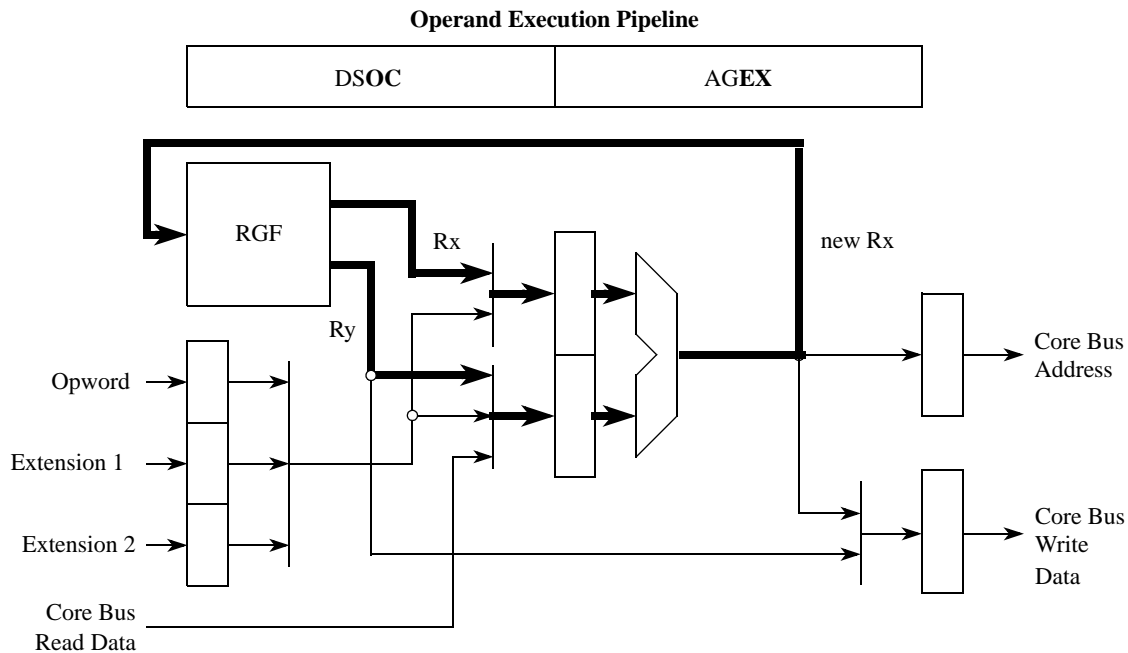 Operand Execution Pipeline
DSOC
AGEX
RGF
Rx
new Rx
Ry
Opword
Extension 1
Extension 2
Core Bus
Read Data
Core Bus
Address
Core Bus
Write
Data